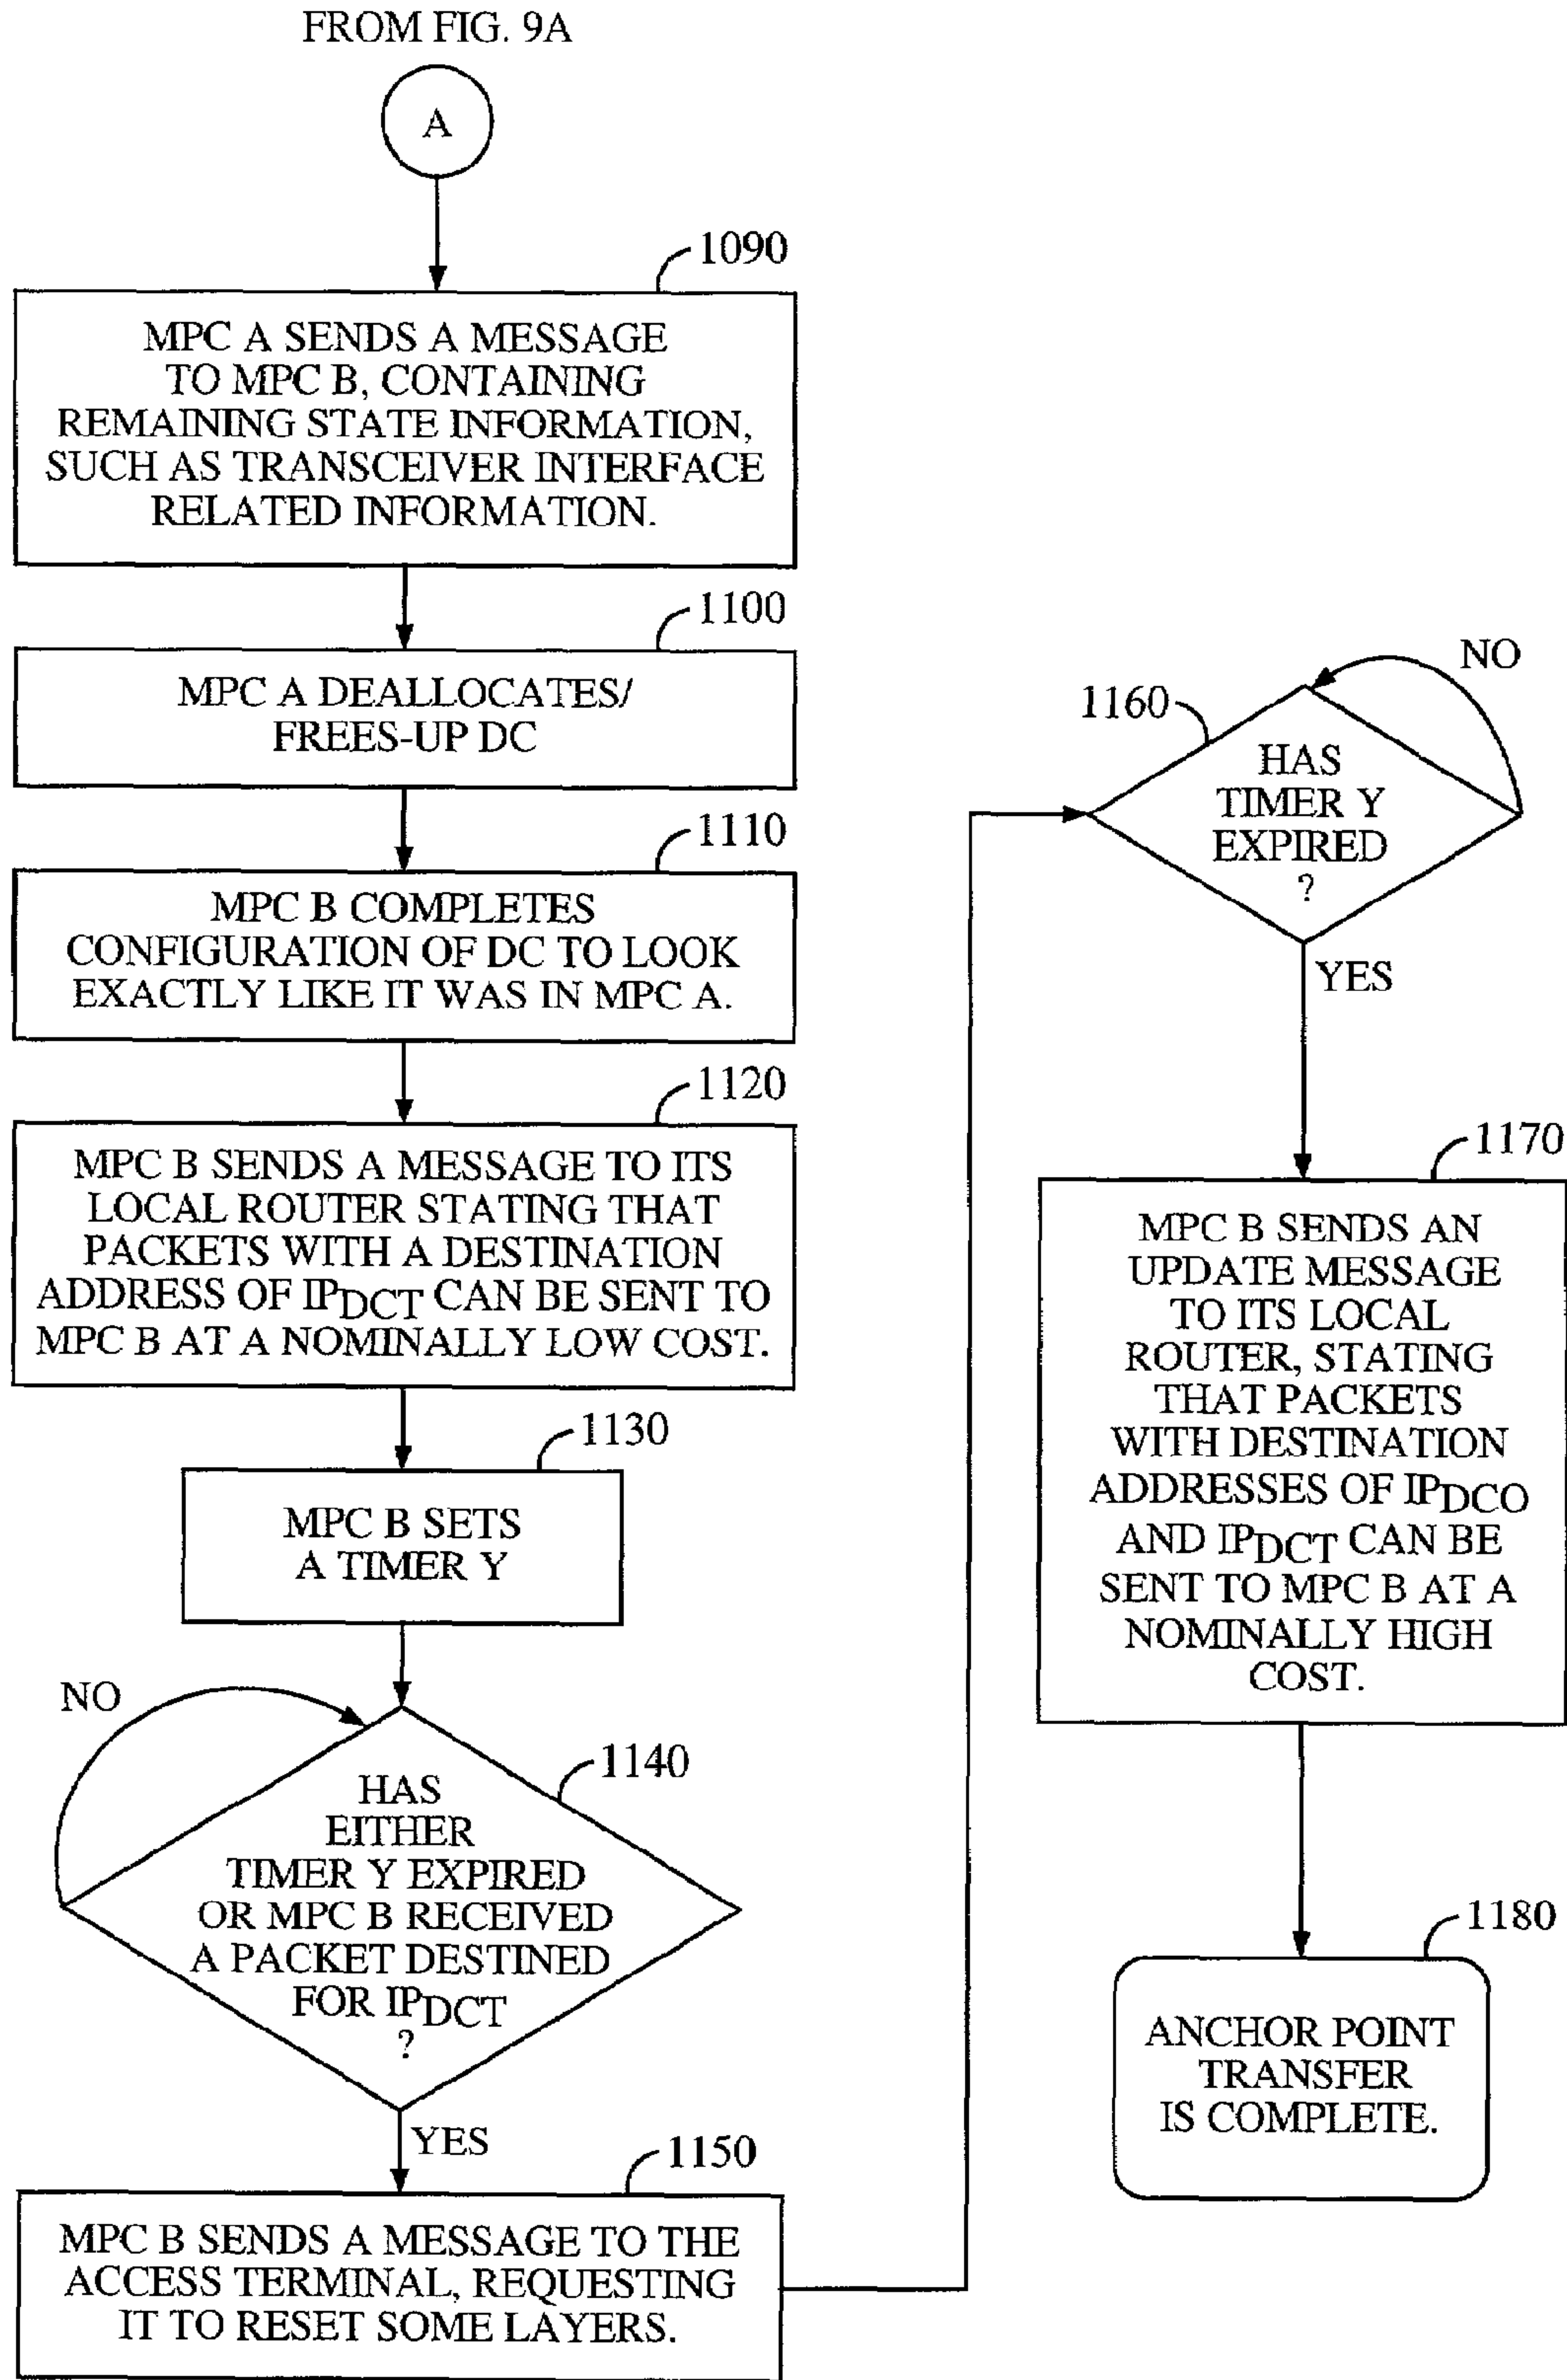 FROM FIG. 9A
A
1090
MPC A SENDS A MESSAGE
TO MPC B, CONTAINING
REMAINING STATE INFORMATION,
SUCH AS TRANSCEIVER INTERFACE
RELATED INFORMATION.
1100
MPC A DEALLOCATES/
FREES-UP DC
1110
MPC B COMPLETES
CONFIGURATION OF DC TO LOOK
EXACTLY LIKE IT WAS IN MPC A.
1120
MPC B SENDS A MESSAGE TO ITS
LOCAL ROUTER STATING THAT
PACKETS WITH A DESTINATION
ADDRESS OF IPDCT CAN BE SENT TO
MPC B AT A NOMINALLY LOW COST.
1130
MPC B SETS
A TIMER Y
NO
1140
HAS
EITHER
TIMER Y EXPIRED
OR MPC B RECEIVED
A PACKET DESTINED
FOR IPDCT
?
YES
1150
MPC B SENDS A MESSAGE TO THE
ACCESS TERMINAL, REQUESTING
IT TO RESET SOME LAYERS.
NO
1160
HAS
TIMER Y
EXPIRED
?
YES
1170
MPC B SENDS AN
UPDATE MESSAGE
TO ITS LOCAL
ROUTER, STATING
THAT PACKETS
WITH DESTINATION
ADDRESSES OF IPDCO
AND IPDCT CAN BE
SENT TO MPC B AT A
NOMINALLY HIGH
COST.
1180
ANCHOR POINT
TRANSFER
IS COMPLETE.